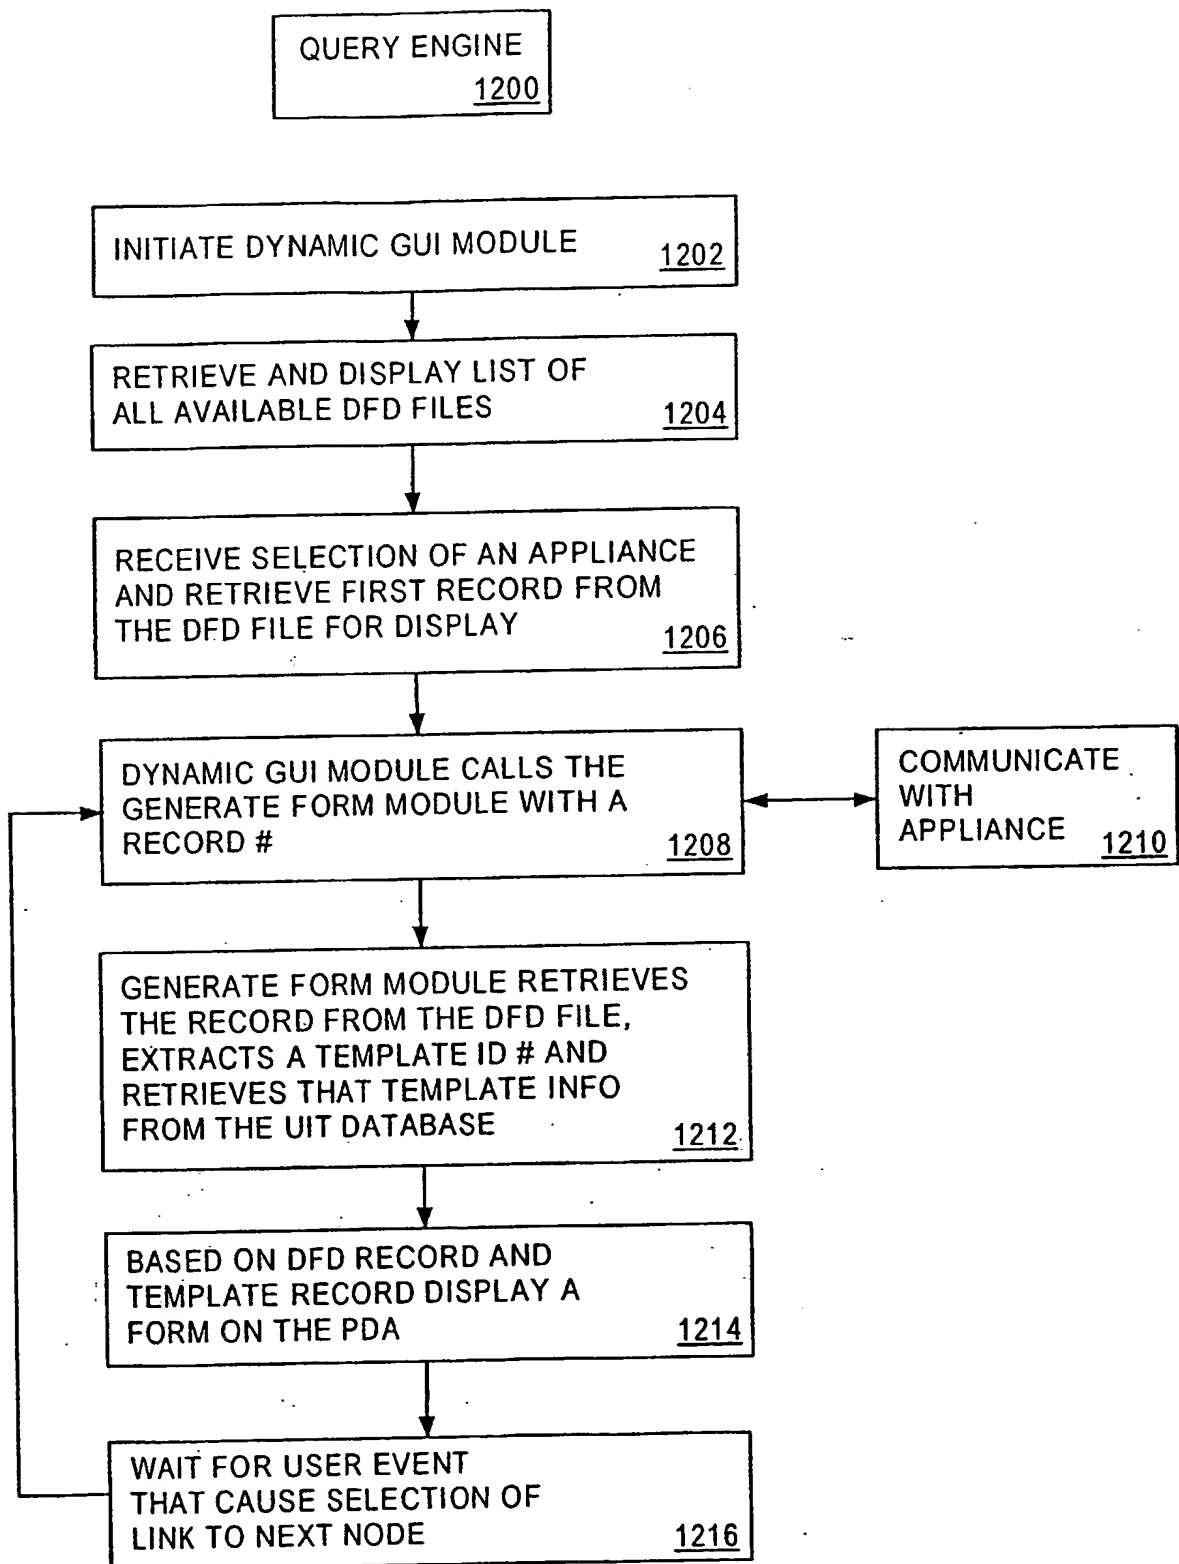 QUERY ENGINE
1200
INITIATE DYNAMIC GUI MODULE 1202
RETRIEVE AND DISPLAY LIST OF
ALL AVAILABLE DFD FILES 1204
RECEIVE SELECTION OF AN APPLIANCE
AND RETRIEVE FIRST RECORD FROM
THE DFD FILE FOR DISPLAY 1206
DYNAMIC GUI MODULE CALLS THE
GENERATE FORM MODULE WITH A
RECORD # 1208
COMMUNICATE
WITH
APPLIANCE 1210
GENERATE FORM MODULE RETRIEVES
THE RECORD FROM THE DFD FILE,
EXTRACTS A TEMPLATE ID # AND
RETRIEVES THAT TEMPLATE INFO
FROM THE UIT DATABASE 1212
BASED ON DFD RECORD AND
TEMPLATE RECORD DISPLAY A
FORM ON THE PDA 1214
WAIT FOR USER EVENT
THAT CAUSE SELECTION OF
LINK TO NEXT NODE 1216